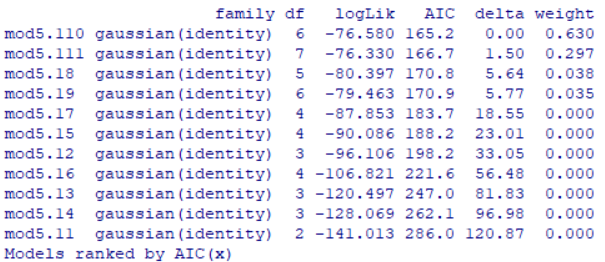 family df logLik AIC delta weight
mod5.110 gaussian(identity) 6 -76.580 165.2 0.00 0.630
mod5.111 gaussian(identity) 7 -76.330 166.7 1.50 0.297
mod5.18 gaussian(identity) 5 -80.397 170.8 5.64 0.038
mod5.19 gaussian(identity) 6 -79.463 170.9 5.77 0.035
mod5.17 gaussian(identity) 4 -87.853 183.7 18.55 0.000
mod5.15 gaussian(identity) 4 -90.086 188.2 23.01 0.000
mod5.12 gaussian(identity) 3 -96.106 198.2 33.05 0.000
mod5.16 gaussian(identity) 4 -106.821 221.6 56.48 0.000
mod5.13 gaussian(identity) 3 -120.497 247.0 81.83 0.000
mod5.14 gaussian(identity) 3 -128.069 262.1 96.98 0.000
mod5.11 gaussian(identity) 2 -141.013 286.0 120.87 0.000
Models ranked by AIC(x)